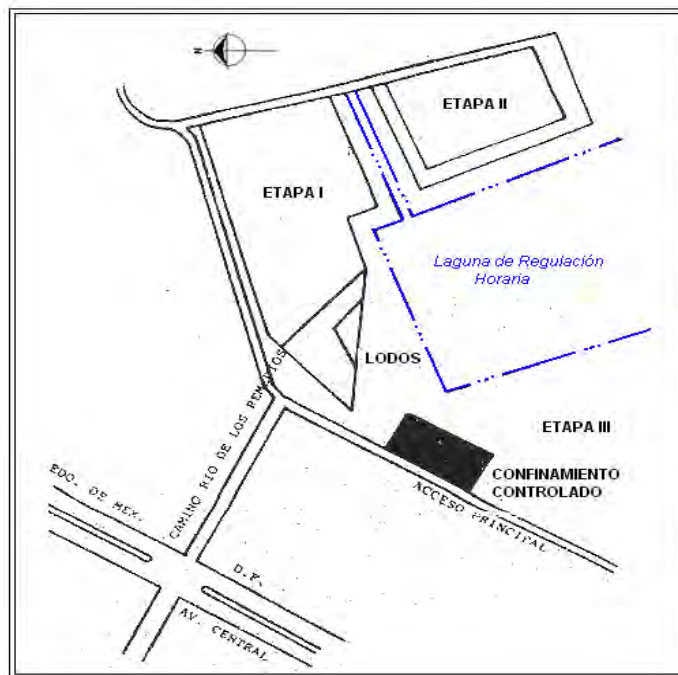 N
ETAPA II
ETAPA I
Laguna de Regulación
Horaria
LODOS
CAMINO RIO DE LOS REMEDIOS
ETAPA III
CONFINAMIENTO
CONTROLADO
ACCESO PRINCIPAL
EDO. DE MEX.
D.F.
AV. CENTRAL